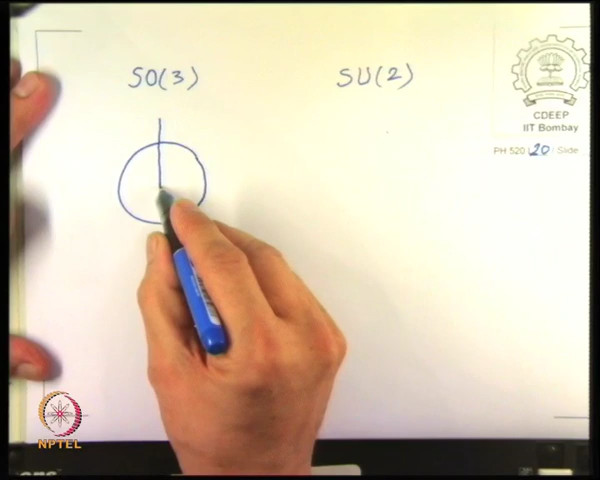 SO(3) SU(2)
CDEEP
IIT Bombay
PH 520 L 20 / Slide
NPTEL